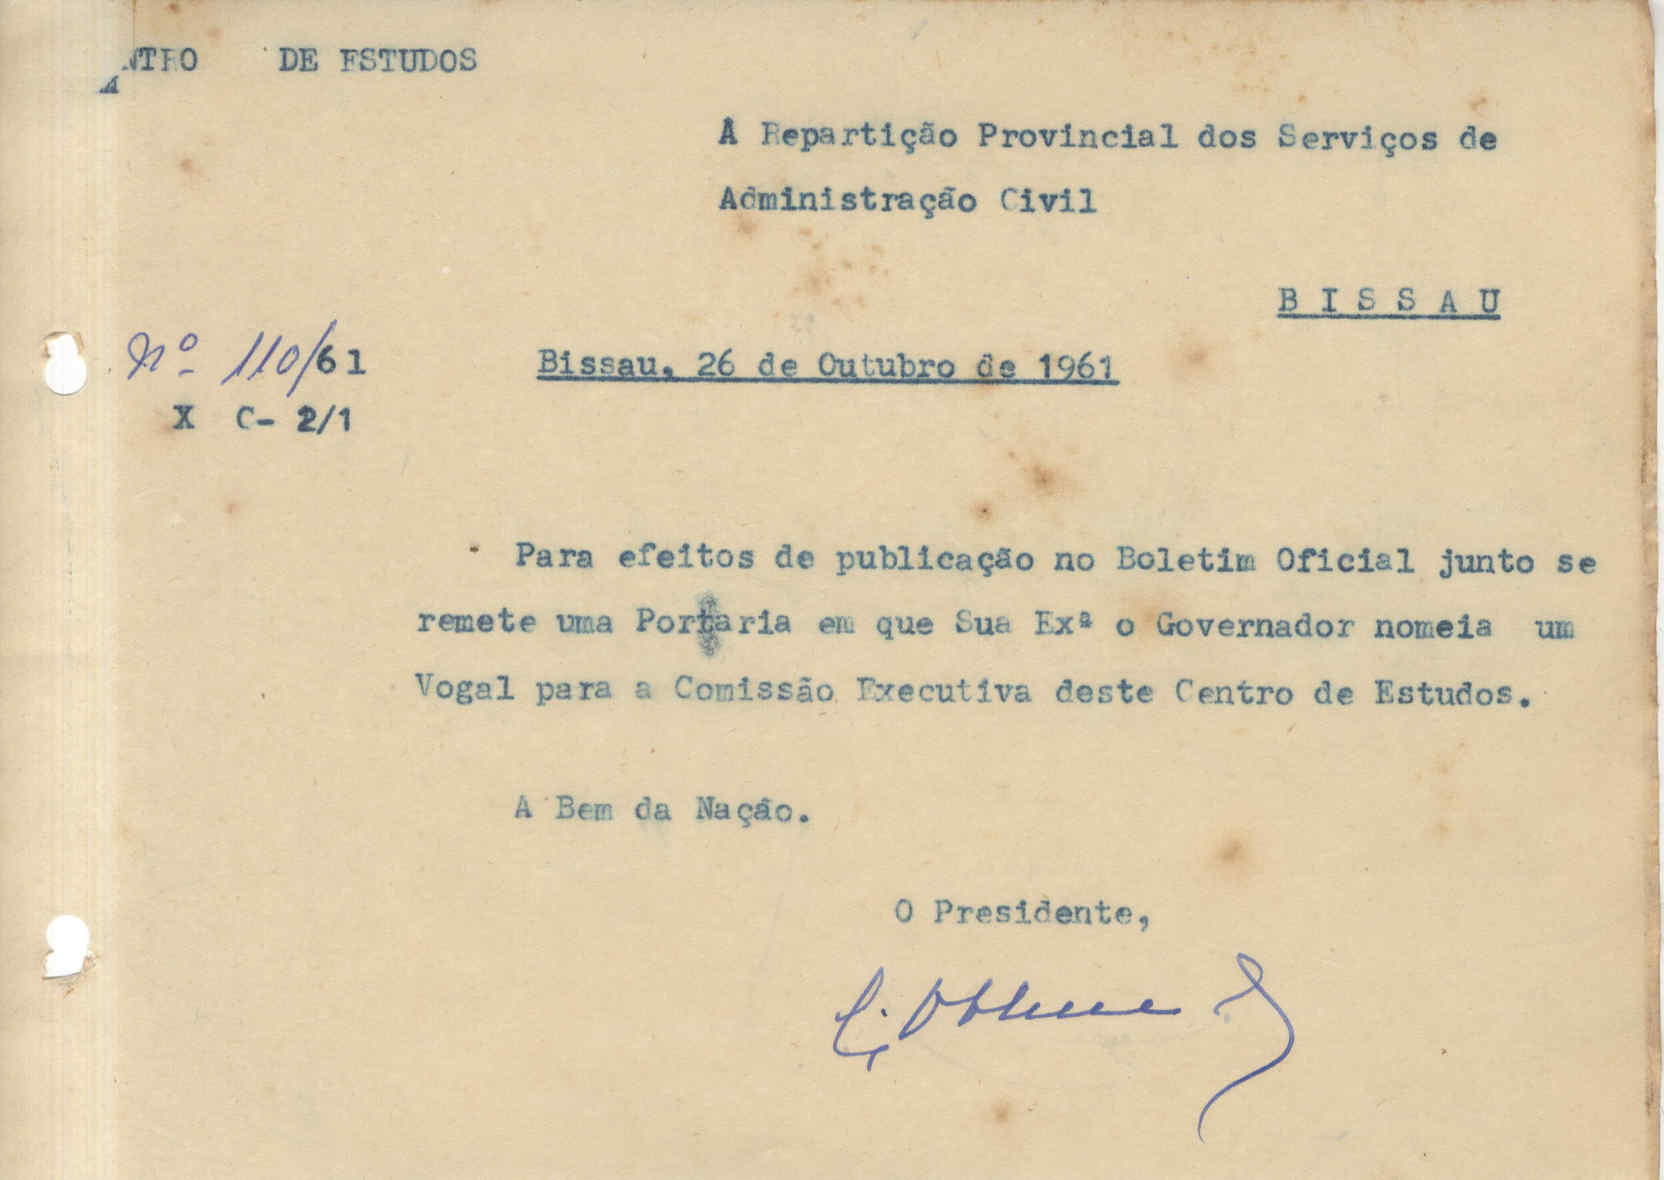 NTRO DE ESTUDOS
À Repartição Provincial dos Serviços de
Administração Civil
B I S S A U
Nº 110/61
Bissau, 26 de Outubro de 1961
X C- 2/1
Para efeitos de publicação no Boletim Oficial junto se
remete uma Portaria em que Sua Exª o Governador nomeia um
Vogal para a Comissão Executiva deste Centro de Estudos.
A Bem da Nação.
O Presidente,